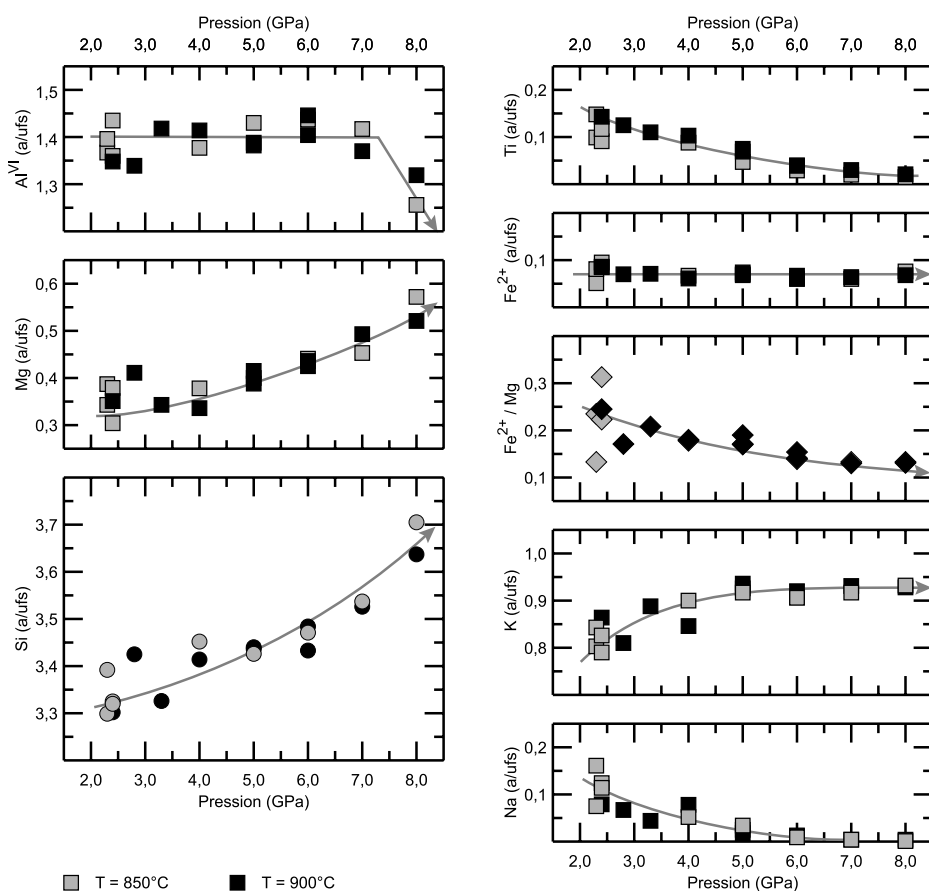 Pression (GPa)
2,0 3,0 4,0 5,0 6,0 7,0 8,0
1,5
1,4
1,3
Al^VI (a/ufs)
0,6
0,5
0,4
0,3
Mg (a/ufs)
3,7
3,6
3,5
3,4
3,3
Si (a/ufs)
2,0 3,0 4,0 5,0 6,0 7,0 8,0
Pression (GPa)
Pression (GPa)
2,0 3,0 4,0 5,0 6,0 7,0 8,0
0,2
0,1
Ti (a/ufs)
0,1
Fe²⁺ (a/ufs)
0,3
0,2
0,1
Fe²⁺ / Mg
1,0
0,9
0,8
K (a/ufs)
0,2
0,1
Na (a/ufs)
2,0 3,0 4,0 5,0 6,0 7,0 8,0
Pression (GPa)
T = 850°C T = 900°C